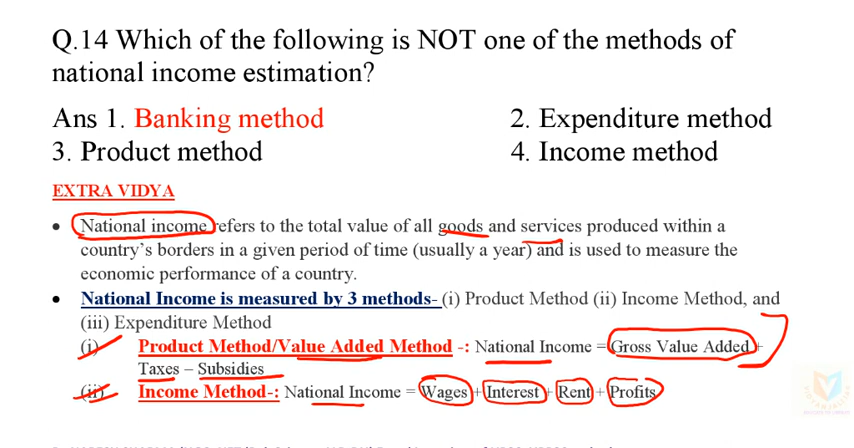 Q.14 Which of the following is NOT one of the methods of
national income estimation?
Ans 1. Banking method 2. Expenditure method
3. Product method 4. Income method
EXTRA VIDYA
• National income refers to the total value of all goods and services produced within a
country's borders in a given period of time (usually a year) and is used to measure the
economic performance of a country.
• National Income is measured by 3 methods- (i) Product Method (ii) Income Method, and
(iii) Expenditure Method
(i) Product Method/Value Added Method -: National Income = Gross Value Added +
Taxes – Subsidies
(ii) Income Method-: National Income = Wages + Interest + Rent + Profits